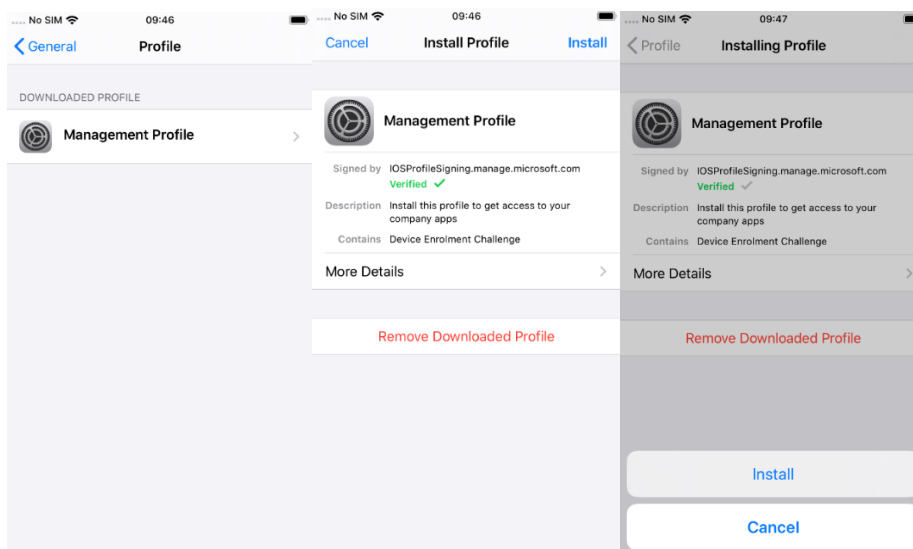 No SIM 09:46
General Profile
DOWNLOADED PROFILE
Management Profile
No SIM 09:46
Cancel Install Profile Install
Management Profile
Signed by IOSProfileSigning.manage.microsoft.com
Verified
Description Install this profile to get access to your
company apps
Contains Device Enrolment Challenge
More Details
Remove Downloaded Profile
No SIM 09:47
Profile Installing Profile
Management Profile
Signed by IOSProfileSigning.manage.microsoft.com
Verified
Description Install this profile to get access to your
company apps
Contains Device Enrolment Challenge
More Details
Remove Downloaded Profile
Install
Cancel